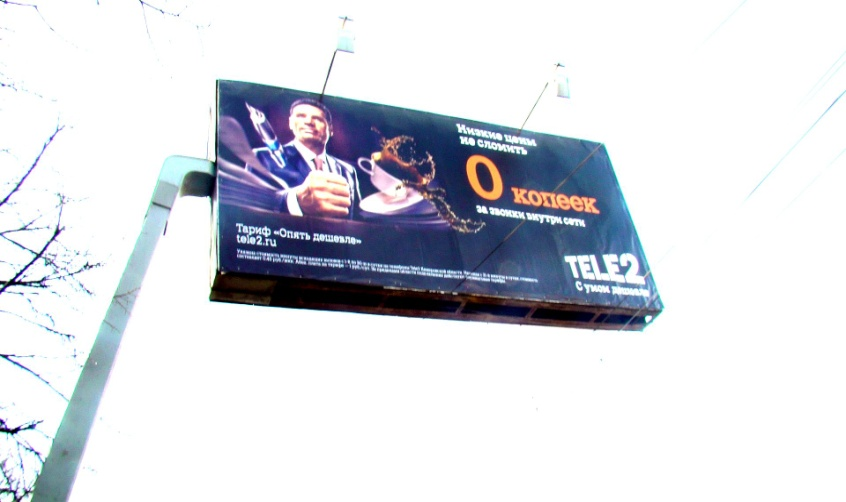 Низкие цены
не сломить
0 копеек
за звонки внутри сети
Тариф «Опять дешевле»
tele2.ru
TELE2
С умом дешевле